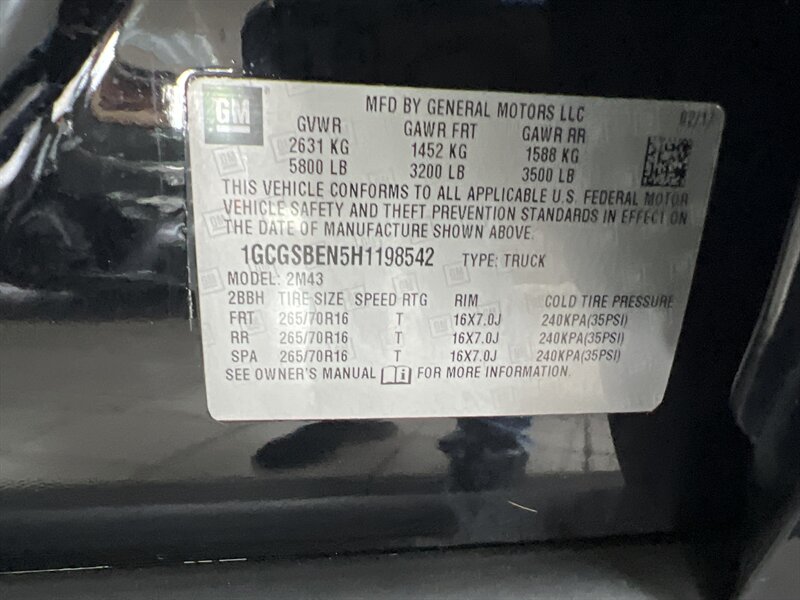 GM
MFD BY GENERAL MOTORS LLC 02/17
GVWR GAWR FRT GAWR RR
2631 KG 1452 KG 1588 KG
5800 LB 3200 LB 3500 LB
THIS VEHICLE CONFORMS TO ALL APPLICABLE U.S. FEDERAL MOTOR
VEHICLE SAFETY AND THEFT PREVENTION STANDARDS IN EFFECT ON
THE DATE OF MANUFACTURE SHOWN ABOVE.
1GCGSBEN5H1198542 TYPE: TRUCK
MODEL: 2M43
2BBH TIRE SIZE SPEED RTG RIM COLD TIRE PRESSURE
FRT 265/70R16 T 16X7.0J 240KPA(35PSI)
RR 265/70R16 T 16X7.0J 240KPA(35PSI)
SPA 265/70R16 T 16X7.0J 240KPA(35PSI)
SEE OWNER'S MANUAL FOR MORE INFORMATION.